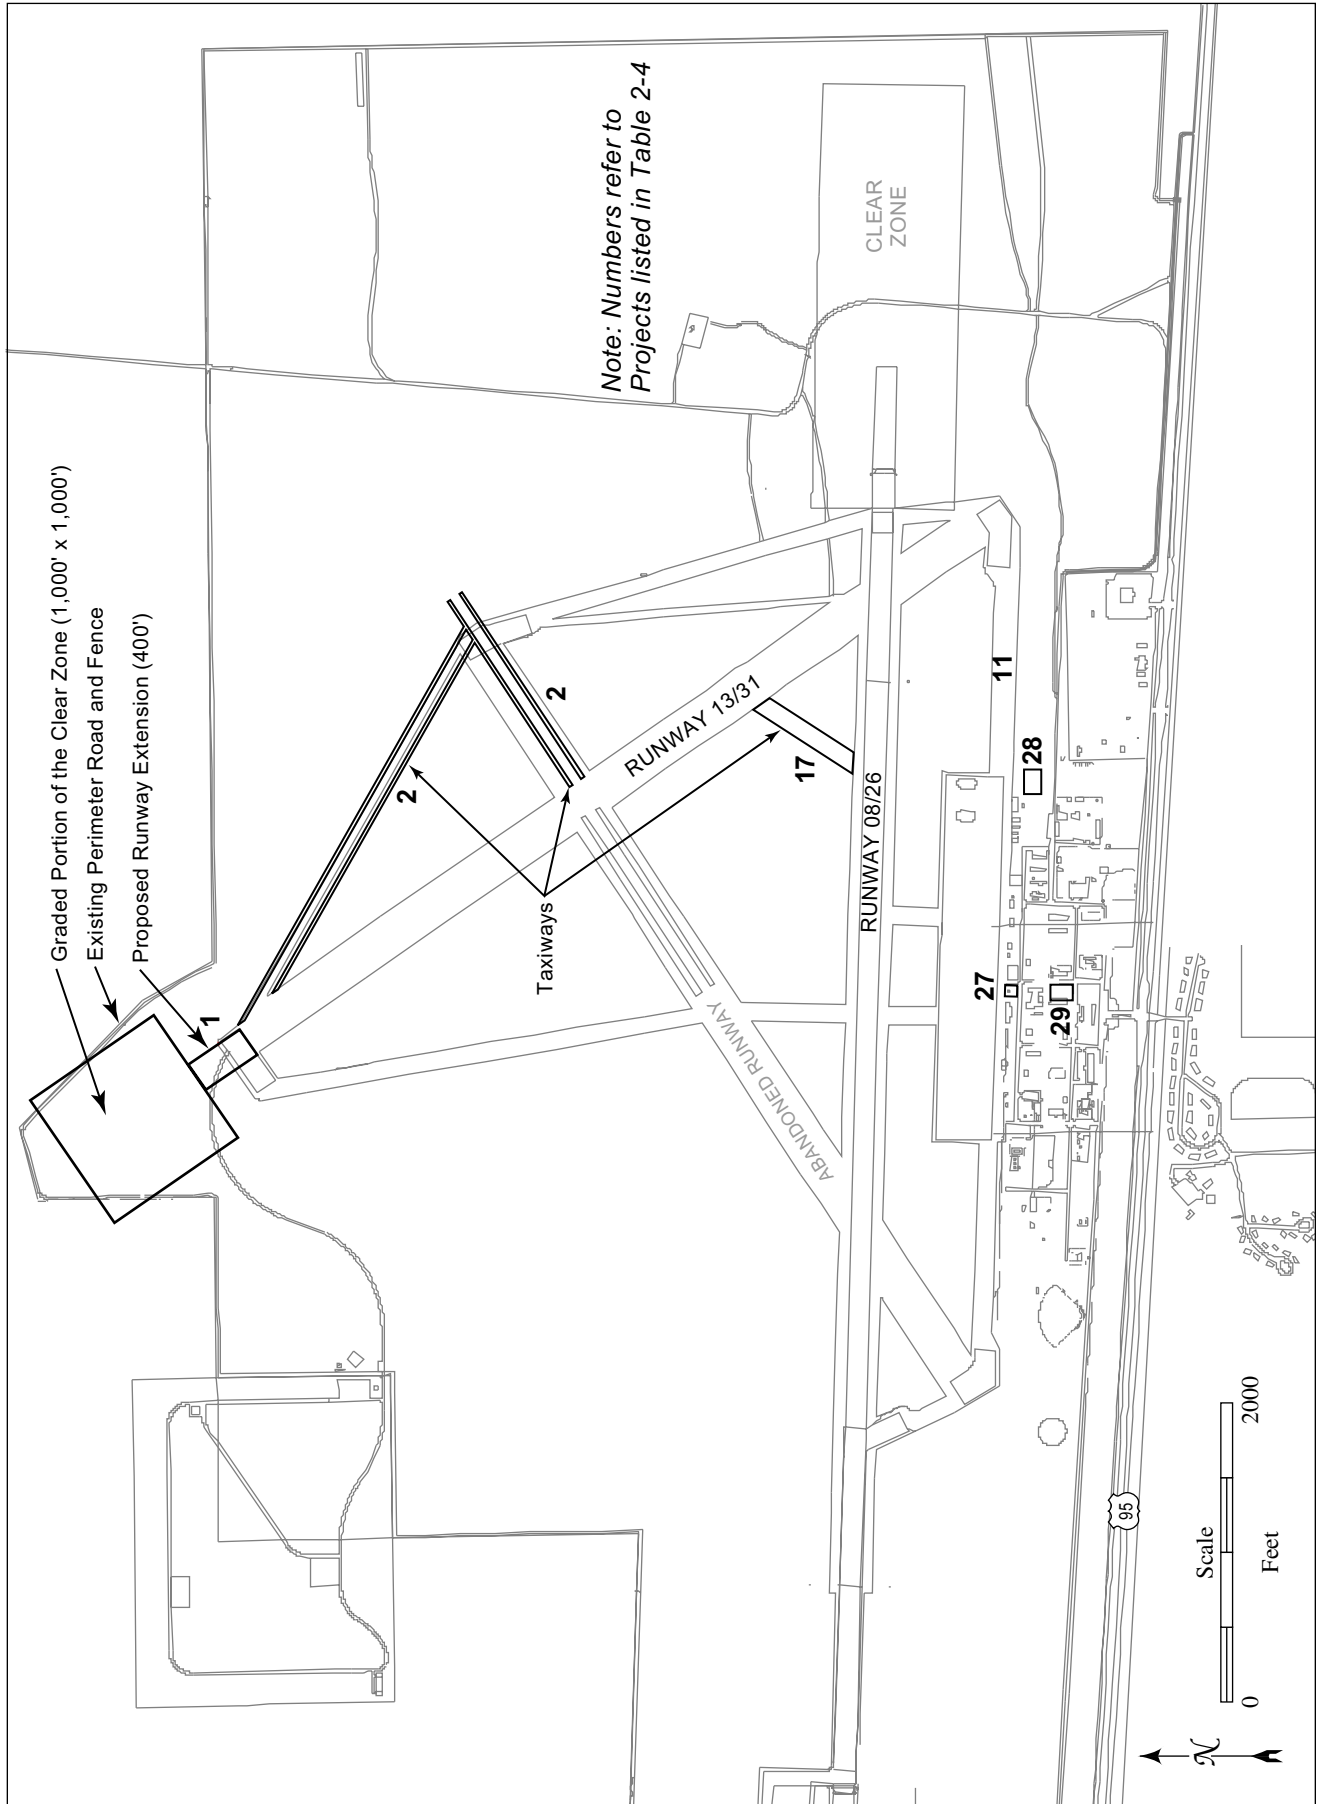 Graded Portion of the Clear Zone (1,000' x 1,000')
Existing Perimeter Road and Fence
Proposed Runway Extension (400')
1
2
2
Taxiways
RUNWAY 13/31
17
RUNWAY 08/26
ABANDONED RUNWAY
Note: Numbers refer to
Projects listed in Table 2-4
CLEAR
ZONE
11
28
27
29
95
Scale
0
2000
Feet
N